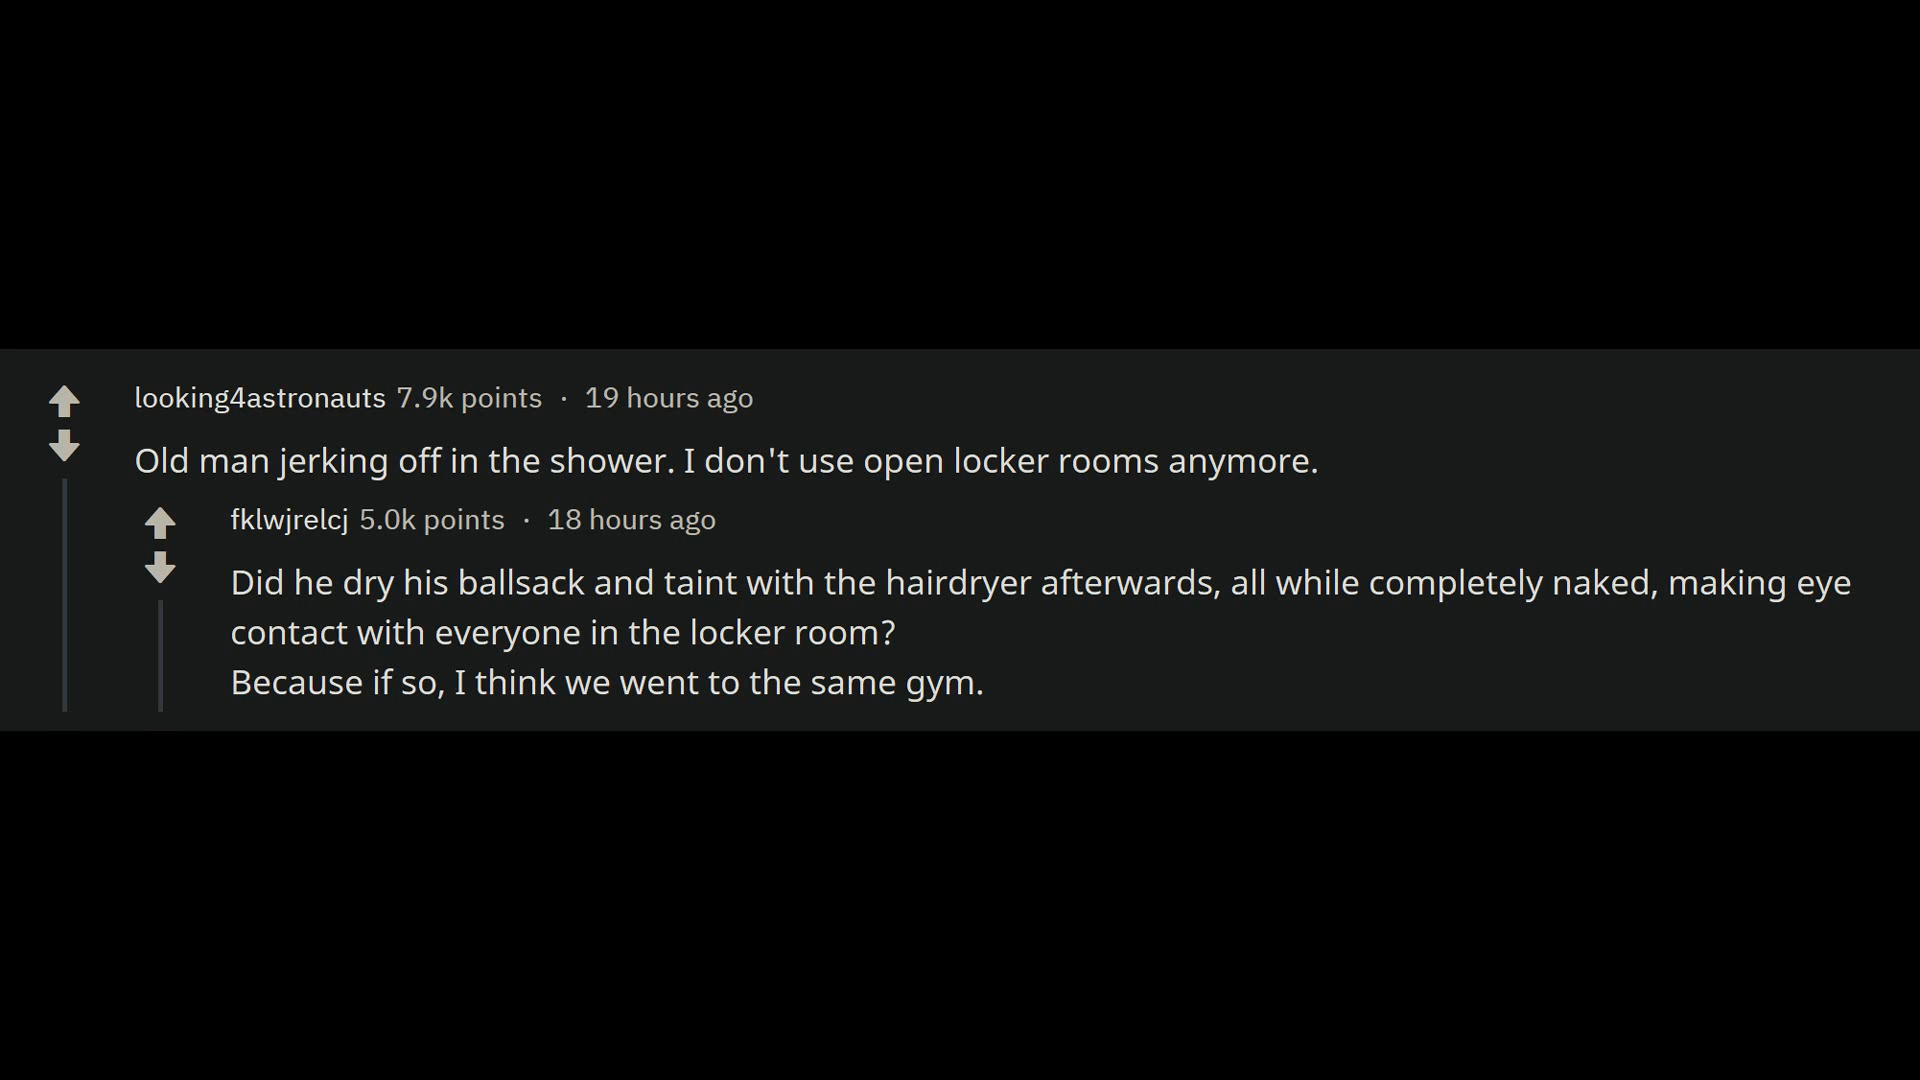 looking4astronauts 7.9k points · 19 hours ago
Old man jerking off in the shower. I don't use open locker rooms anymore.
fklwjrelcj 5.0k points · 18 hours ago
Did he dry his ballsack and taint with the hairdryer afterwards, all while completely naked, making eye
contact with everyone in the locker room?
Because if so, I think we went to the same gym.